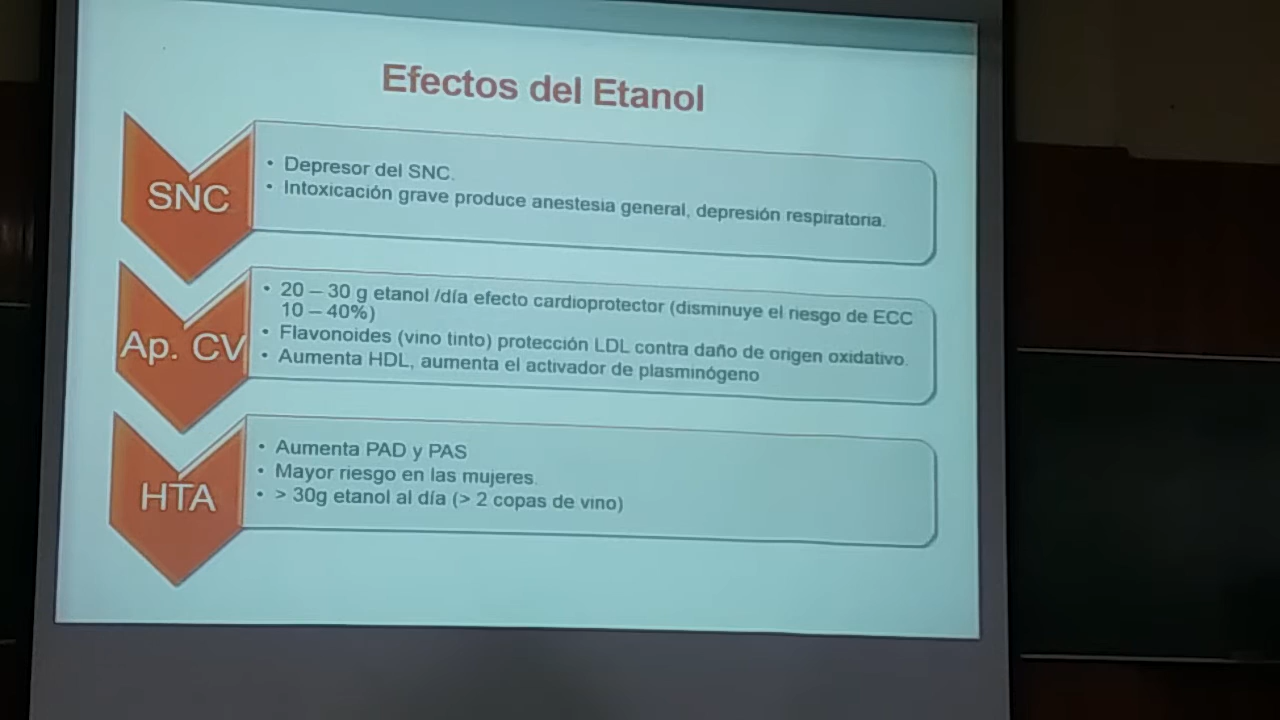 Efectos del Etanol
SNC
• Depresor del SNC.
• Intoxicación grave produce anestesia general, depresión respiratoria.
Ap. CV
• 20 – 30 g etanol /día efecto cardioprotector (disminuye el riesgo de ECC
10 – 40%)
• Flavonoides (vino tinto) protección LDL contra daño de origen oxidativo.
• Aumenta HDL, aumenta el activador de plasminógeno
HTA
• Aumenta PAD y PAS
• Mayor riesgo en las mujeres.
• > 30g etanol al día (> 2 copas de vino)